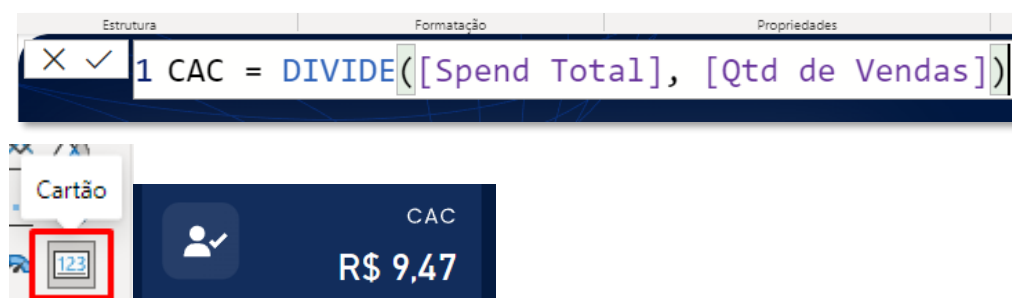 Estrutura Formatação Propriedades
1 CAC = DIVIDE([Spend Total], [Qtd de Vendas])
Cartão
123
CAC
R$ 9,47